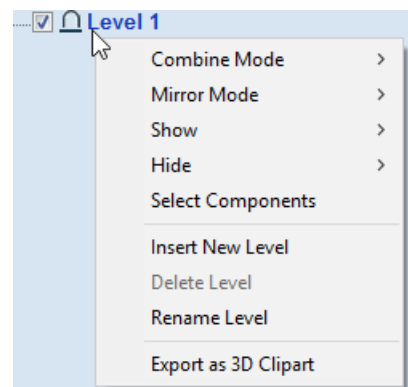 Level 1
Combine Mode
Mirror Mode
Show
Hide
Select Components
Insert New Level
Delete Level
Rename Level
Export as 3D Clipart